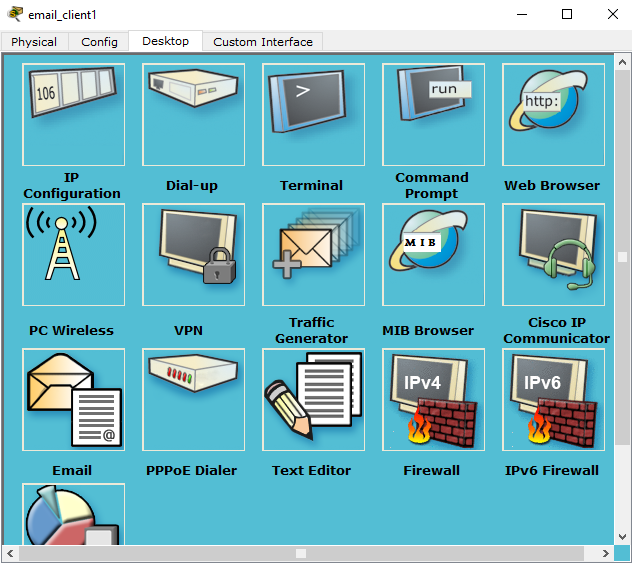 email_client1
Physical Config Desktop Custom Interface
106
>
run
http:
IP
Configuration
Dial-up
Terminal
Command
Prompt
Web Browser
MIB
PC Wireless
VPN
Traffic
Generator
MIB Browser
Cisco IP
Communicator
@
IPv4
IPv6
Email
PPPoE Dialer
Text Editor
Firewall
IPv6 Firewall